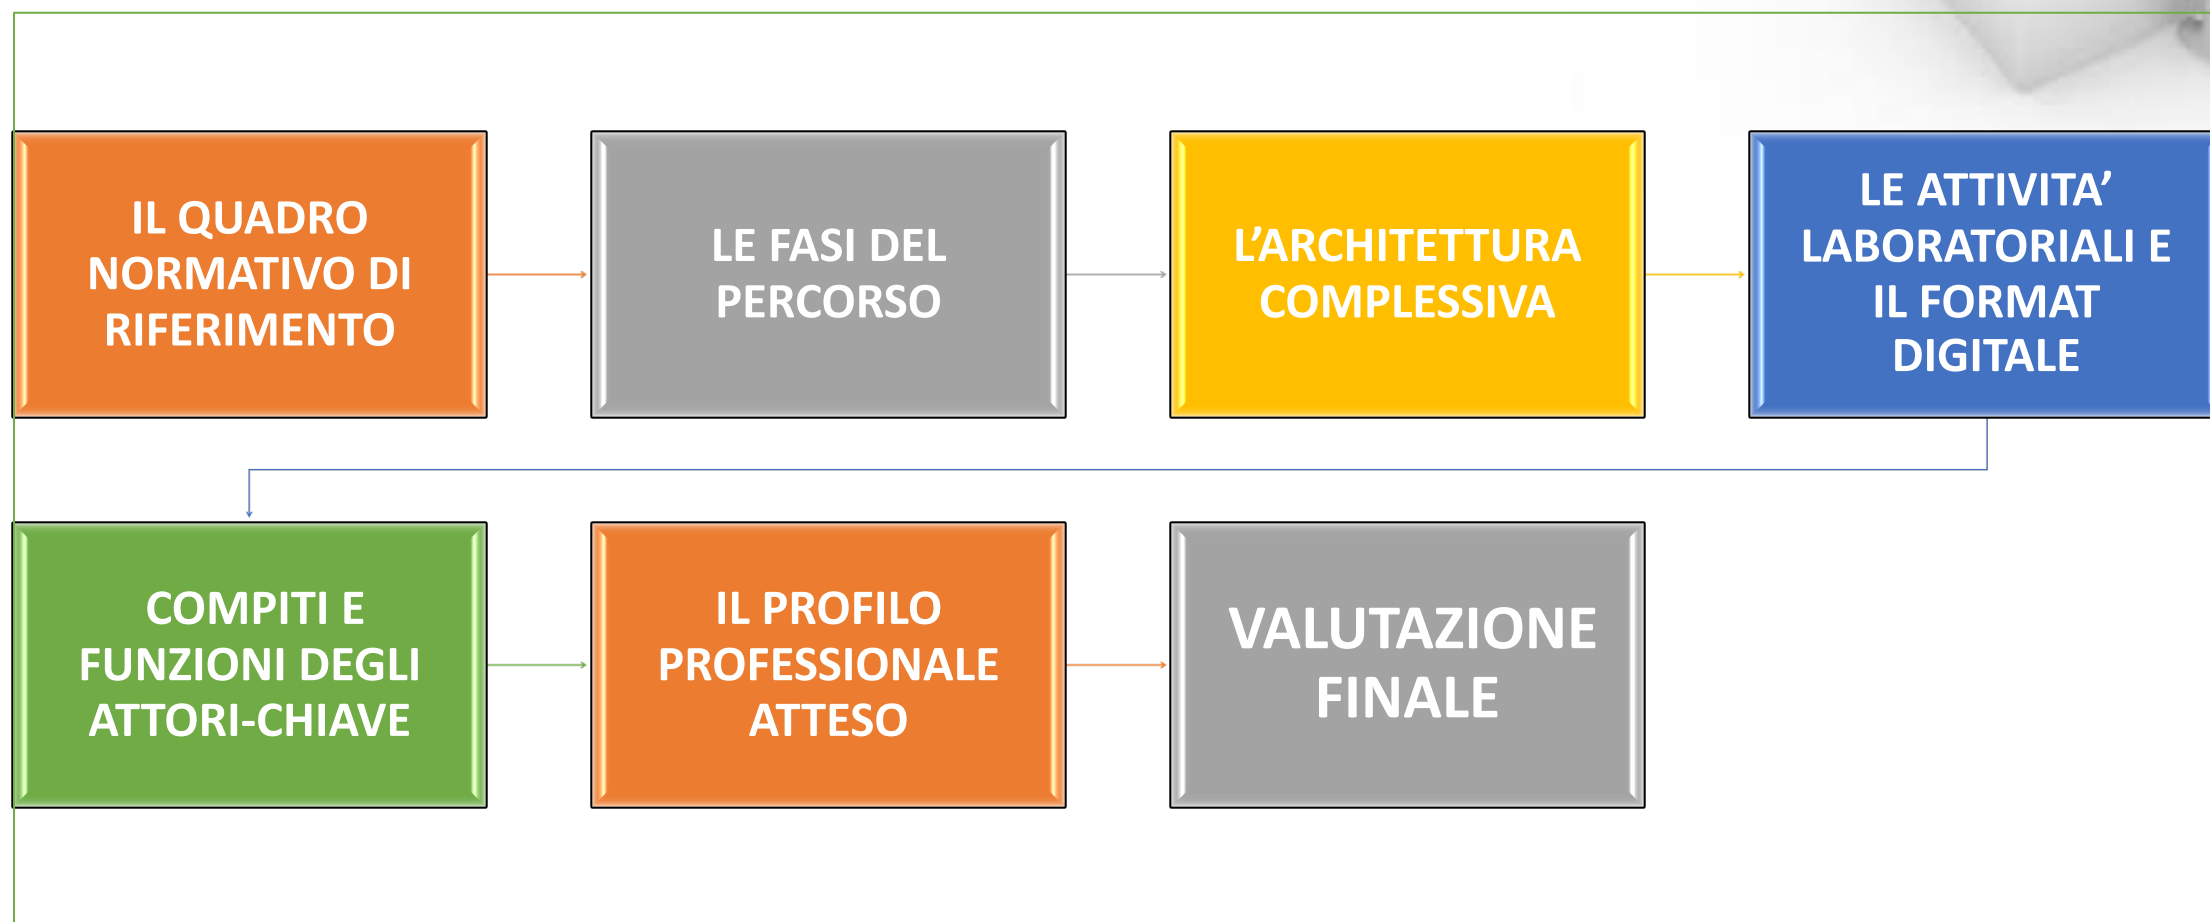 IL QUADRO
NORMATIVO DI
RIFERIMENTO
LE FASI DEL
PERCORSO
L’ARCHITETTURA
COMPLESSIVA
LE ATTIVITA’
LABORATORIALI E
IL FORMAT
DIGITALE
COMPITI E
FUNZIONI DEGLI
ATTORI-CHIAVE
IL PROFILO
PROFESSIONALE
ATTESO
VALUTAZIONE
FINALE